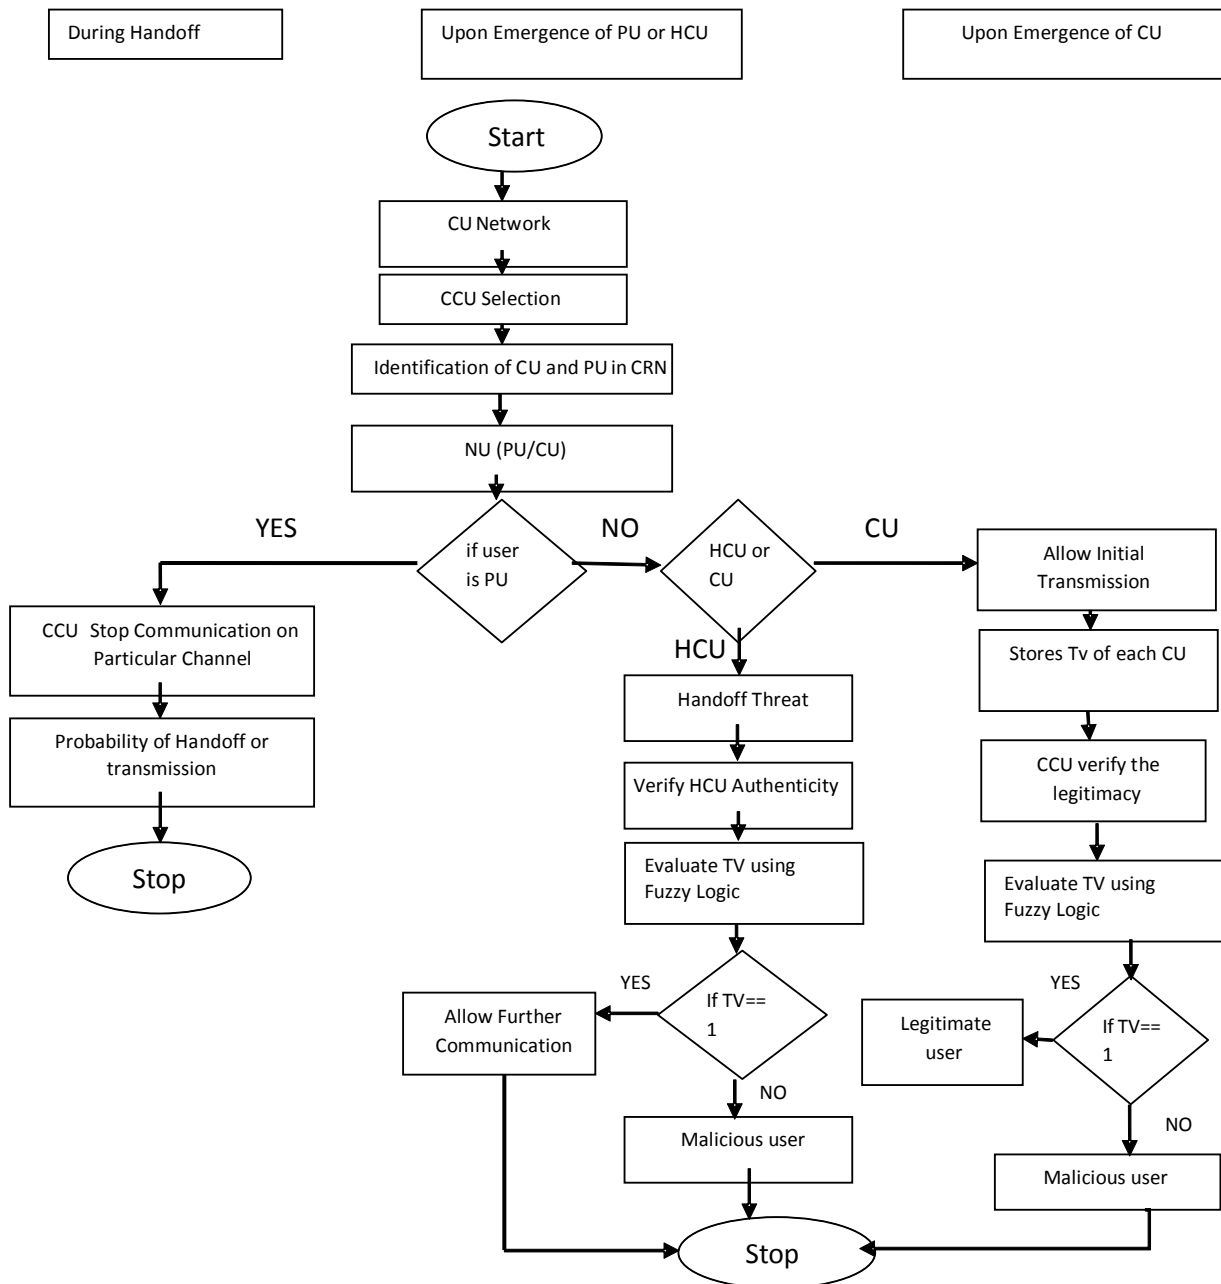 During Handoff
Upon Emergence of PU or HCU
Upon Emergence of CU
Start
CU Network
CCU Selection
Identification of CU and PU in CRN
NU (PU/CU)
YES
if user
is PU
NO
HCU or
CU
CU
HCU
CCU Stop Communication on
Particular Channel
Probability of Handoff or
transmission
Stop
Handoff Threat
Verify HCU Authenticity
Evaluate TV using
Fuzzy Logic
If TV==
1
YES
Allow Further
Communication
NO
Malicious user
Allow Initial
Transmission
Stores Tv of each CU
CCU verify the
legitimacy
Evaluate TV using
Fuzzy Logic
If TV==
1
YES
Legitimate
user
NO
Malicious user
Stop